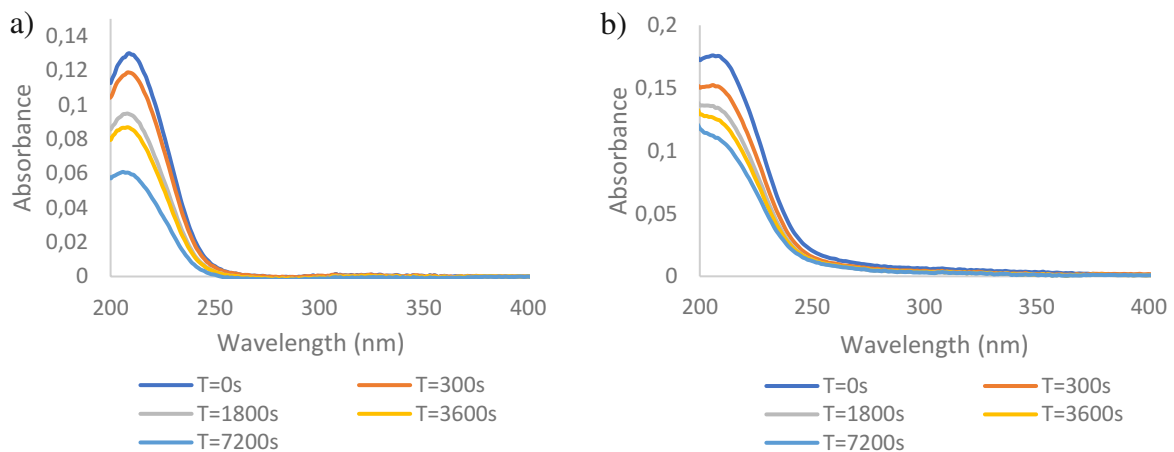 a)
0,14
0,12
0,1
0,08
0,06
0,04
0,02
0
Absorbance
200 250 300 350 400
Wavelength (nm)
T=0s T=300s
T=1800s T=3600s
T=7200s
b)
0,2
0,15
0,1
0,05
0
Absorbance
200 250 300 350 400
Wavelength (nm)
T=0s T=300s
T=1800s T=3600s
T=7200s